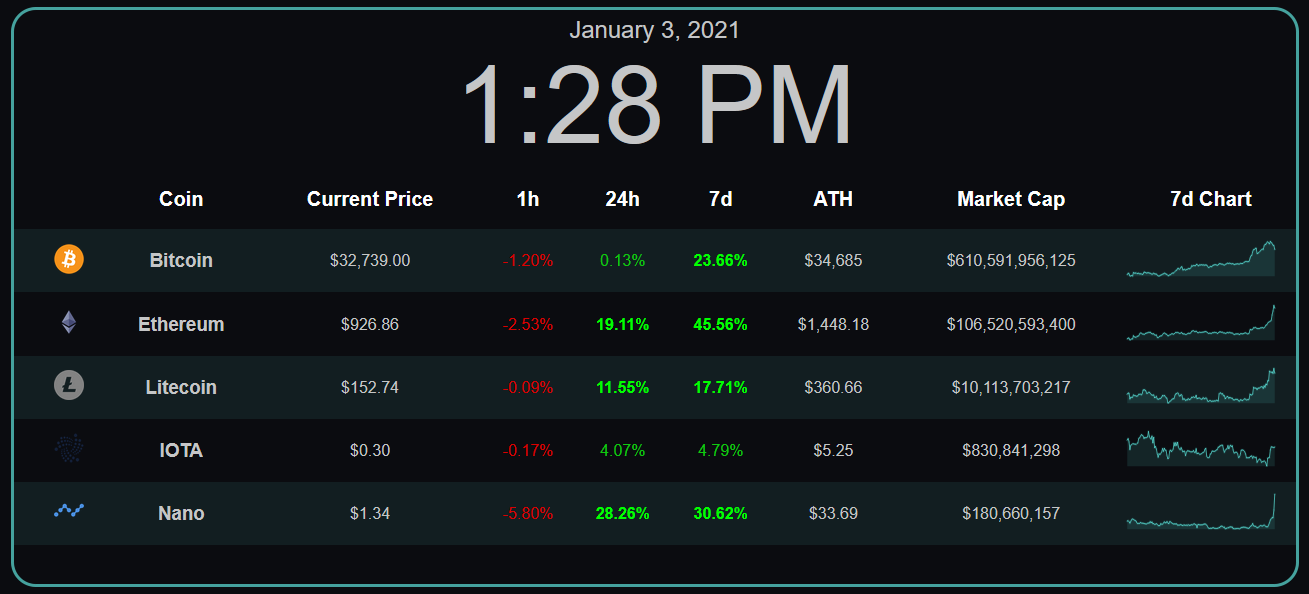 January 3, 2021
1:28 PM
Coin Current Price 1h 24h 7d ATH Market Cap 7d Chart
Bitcoin $32,739.00 -1.20% 0.13% 23.66% $34,685 $610,591,956,125
Ethereum $926.86 -2.53% 19.11% 45.56% $1,448.18 $106,520,593,400
Litecoin $152.74 -0.09% 11.55% 17.71% $360.66 $10,113,703,217
IOTA $0.30 -0.17% 4.07% 4.79% $5.25 $830,841,298
Nano $1.34 -5.80% 28.26% 30.62% $33.69 $180,660,157